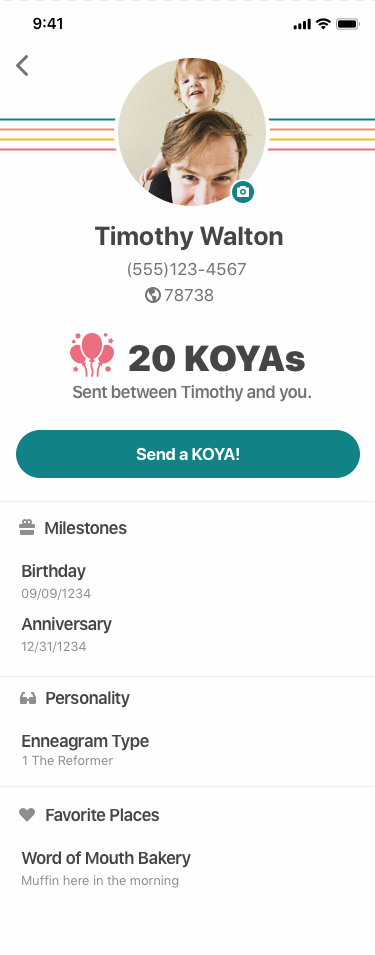 9:41
Timothy Walton
(555)123-4567
78738
20 KOYAs
Sent between Timothy and you.
Send a KOYA!
Milestones
Birthday
09/09/1234
Anniversary
12/31/1234
Personality
Enneagram Type
1 The Reformer
Favorite Places
Word of Mouth Bakery
Muffin here in the morning